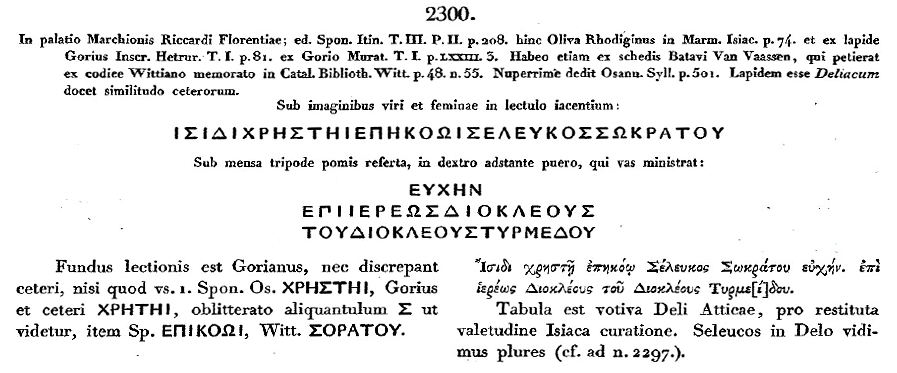 2300.
In palatio Marchionis Riccardi Florentiae; ed. Spon. Itin. T. III. P. II. p. 208. hinc Oliva Rhodiginus in Marm. Isiac. p. 74. et ex lapide
Gorius Inscr. Hetrur. T. I. p. 81. ex Gorio Murat. T. I. p. LXXIII. 3. Habeo etiam ex schedis Batavi Van Vaassen, qui petierat
ex codice Wittiano memorato in Catal. Biblioth. Witt. p. 48. n. 55. Nuperrime dedit Osann. Syll. p. 501. Lapidem esse Deliacum
docet similitudo ceterorum.
Sub imaginibus viri et feminae in lectulo iacentium:
ΙΣΙΔΙΧΡΗΣΤΗΙΕΠΗΚΟΩΙΣΕΛΕΥΚΟΣΣΩΚΡΑΤΟΥ
Sub mensa tripode pomis referta, in dextro adstante puero, qui vas ministrat:
ΕΥΧΗΝ
ΕΠΙΙΕΡΕΩΣΔΙΟΚΛΕΟΥΣ
ΤΟΥΔΙΟΚΛΕΟΥΣΤΥΡΜΕΔΟΥ
Fundus lectionis est Gorianus, nec discrepant
ceteri, nisi quod vs. 1. Spon. Os. ΧΡΗΣΤΗΙ, Gorius
et ceteri ΧΡΗΤΗΙ, oblitterato aliquantulum Σ ut
videtur, item Sp. ΕΠΙΚΟΩΙ, Witt. ΣΟΡΑΤΟΥ.
Ἴσιδι χρηστῇ ἐπηκόῳ Σέλευκος Σωκράτου εὐχήν. ἐπὶ
ἱερέως Διοκλέους τοῦ Διοκλέους Τυρμε[ί]δου.
Tabula est votiva Deli Atticae, pro restituta
valetudine Isiaca curatione. Seleucos in Delo vidi-
mus plures (cf. ad n. 2297.).